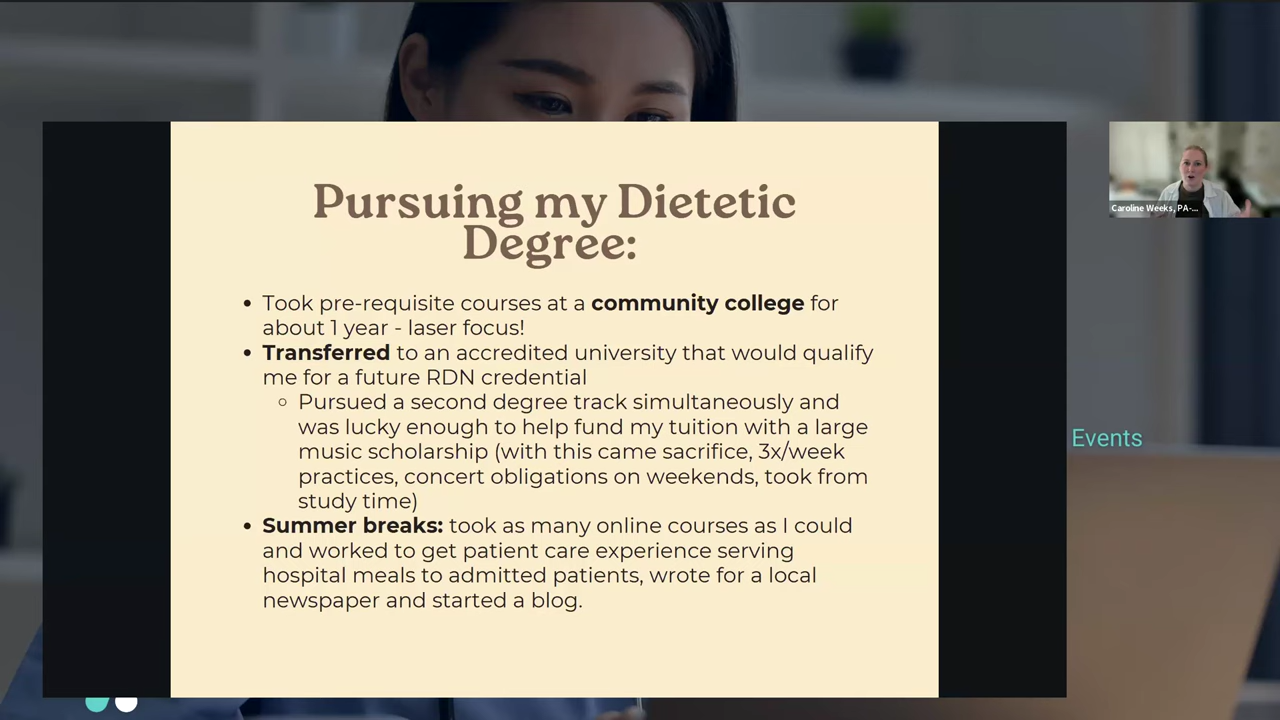 Pursuing my Dietetic
Degree:
• Took pre-requisite courses at a community college for
about 1 year - laser focus!
• Transferred to an accredited university that would qualify
me for a future RDN credential
○ Pursued a second degree track simultaneously and
was lucky enough to help fund my tuition with a large
music scholarship (with this came sacrifice, 3x/week
practices, concert obligations on weekends, took from
study time)
• Summer breaks: took as many online courses as I could
and worked to get patient care experience serving
hospital meals to admitted patients, wrote for a local
newspaper and started a blog.
Caroline Weeks, PA-...
Events